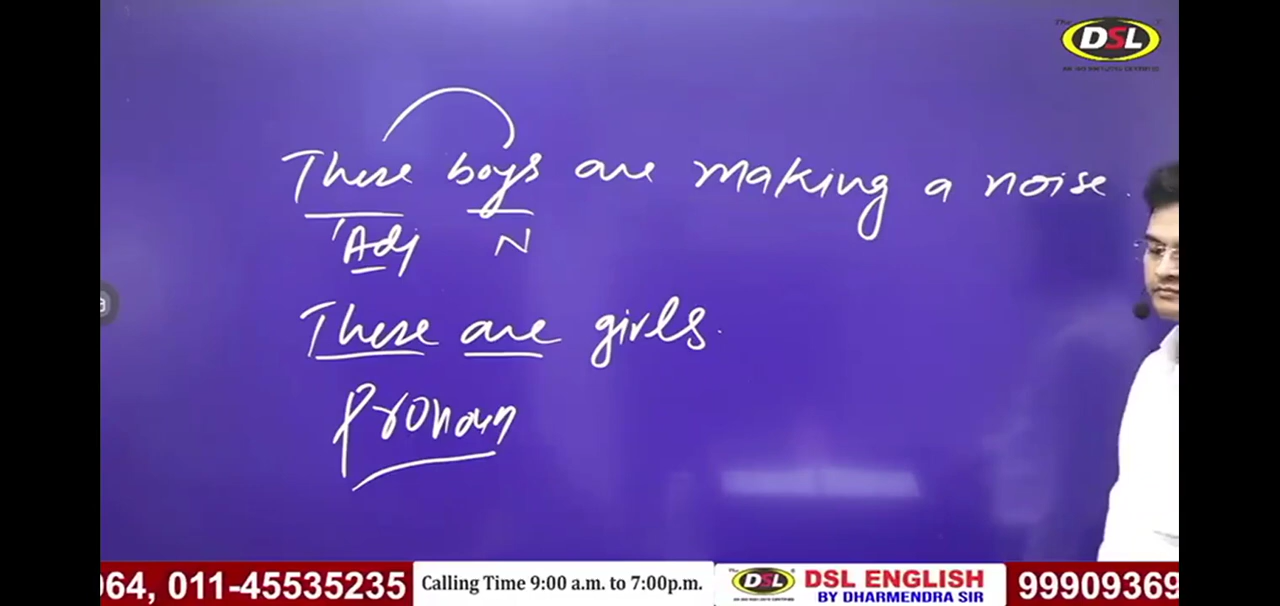 DSL
These boys are making a noise.
Adj N
These are girls.
Pronoun
064, 011-45535235 Calling Time 9:00 a.m. to 7:00p.m. DSL DSL ENGLISH BY DHARMENDRA SIR 99909369